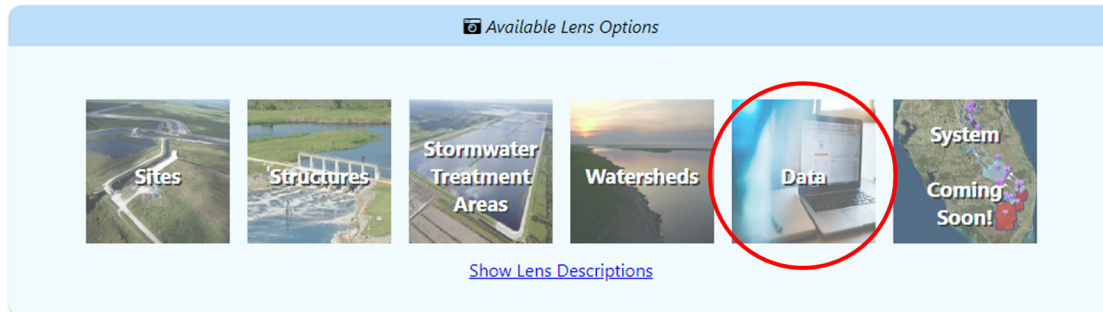 Available Lens Options
Sites
Structures
Stormwater
Treatment
Areas
Watersheds
Data
System
Coming
Soon!
Show Lens Descriptions